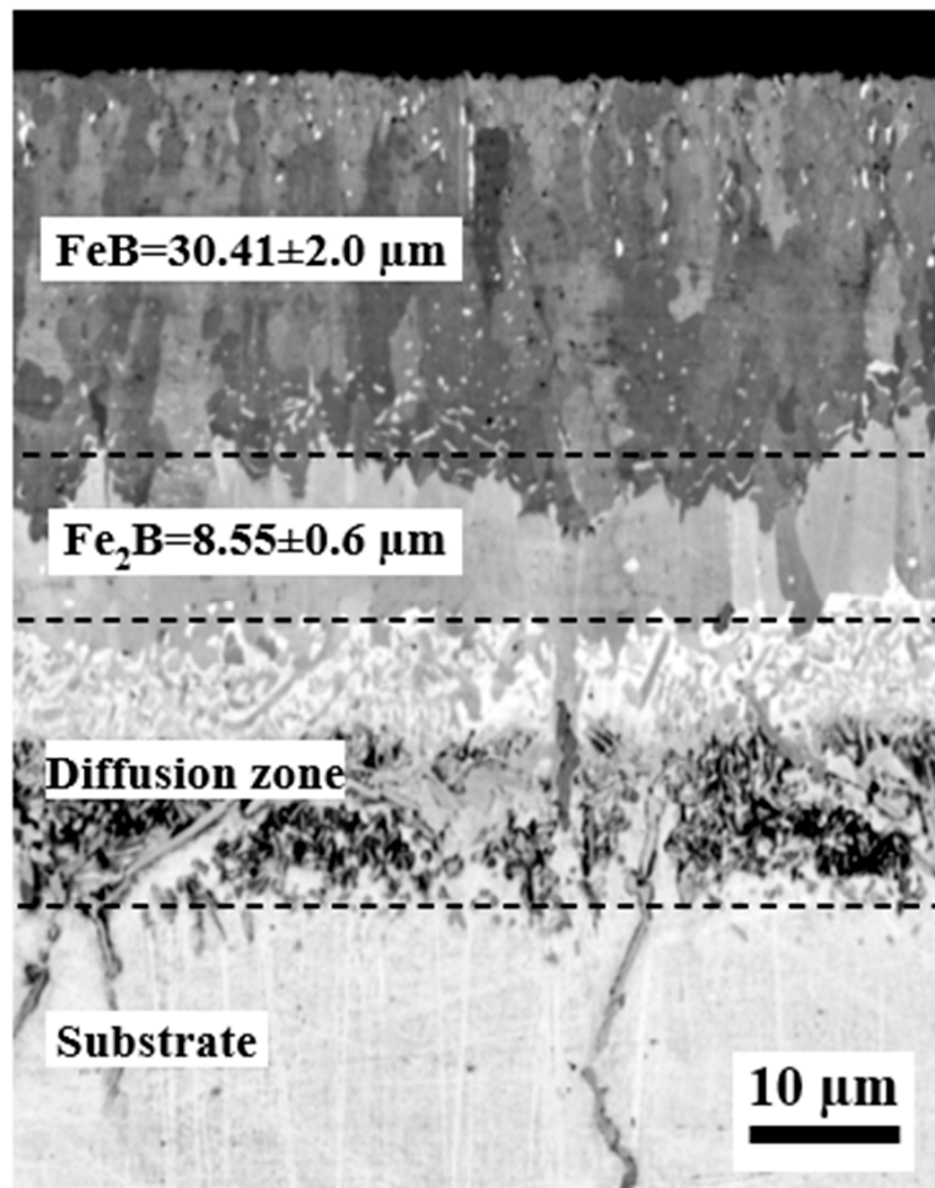 FeB=30.41±2.0 μm
Fe₂B=8.55±0.6 μm
Diffusion zone
Substrate
10 μm